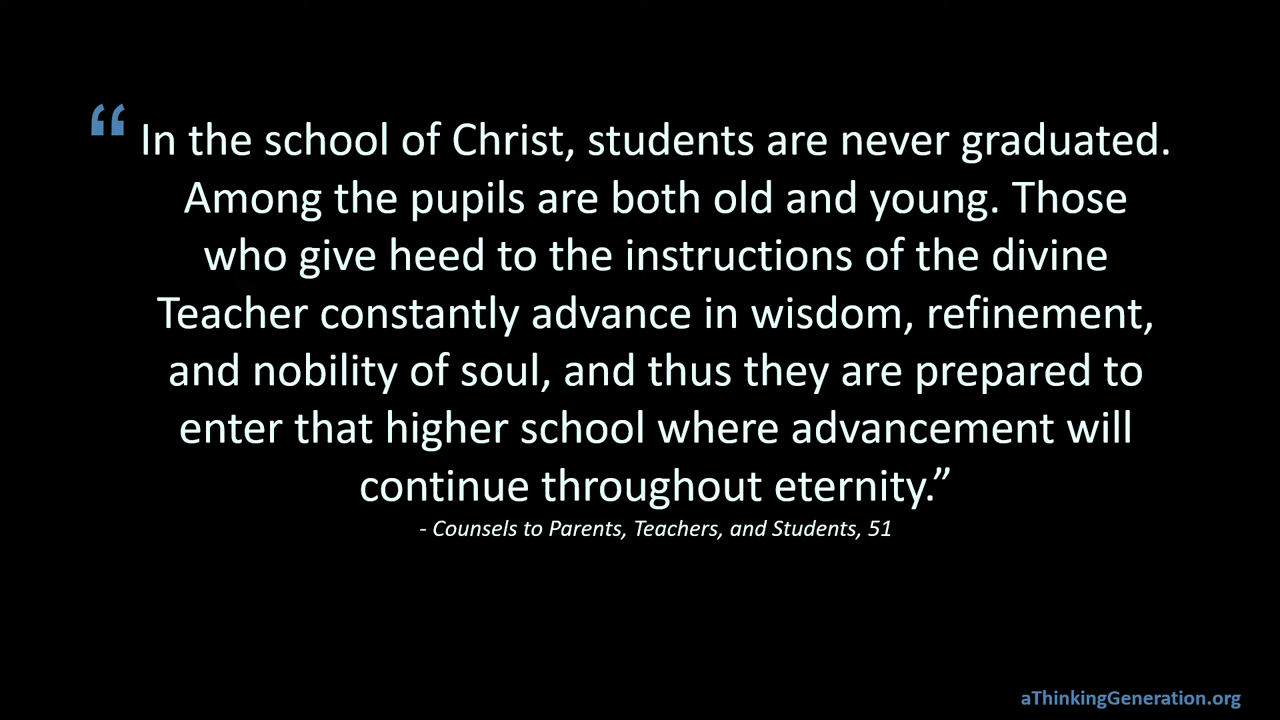 “ In the school of Christ, students are never graduated.
Among the pupils are both old and young. Those
who give heed to the instructions of the divine
Teacher constantly advance in wisdom, refinement,
and nobility of soul, and thus they are prepared to
enter that higher school where advancement will
continue throughout eternity.”
- Counsels to Parents, Teachers, and Students, 51
aThinkingGeneration.org